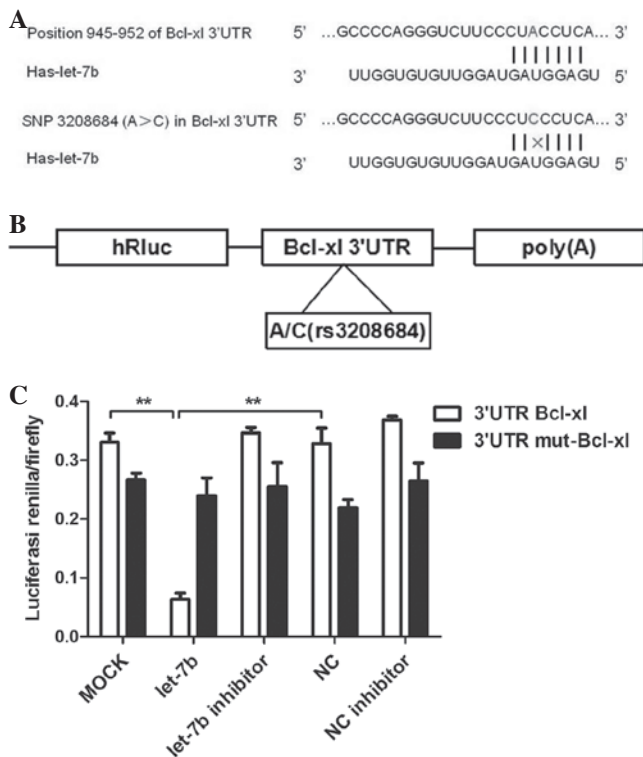 A
Position 945-952 of Bcl-xl 3'UTR 5' ...GCCCCAGGGUCUUCCCUACCUCA... 3'
Has-let-7b 3' UUGGUGUGUUGGAUGAUGGAGU 5'
SNP 3208684 (A>C) in Bcl-xl 3'UTR 5' ...GCCCCAGGGUCUUCCCUCCCUCA... 3'
Has-let-7b 3' UUGGUGUGUUGGAUGAUGGAGU 5'
B
hRluc Bcl-xl 3'UTR poly(A)
A/C(rs3208684)
C
Luciferasi renilla/firefly
0.4
0.3
0.2
0.1
0.0
** **
3'UTR Bcl-xl
3'UTR mut-Bcl-xl
MOCK let-7b let-7b inhibitor NC NC inhibitor